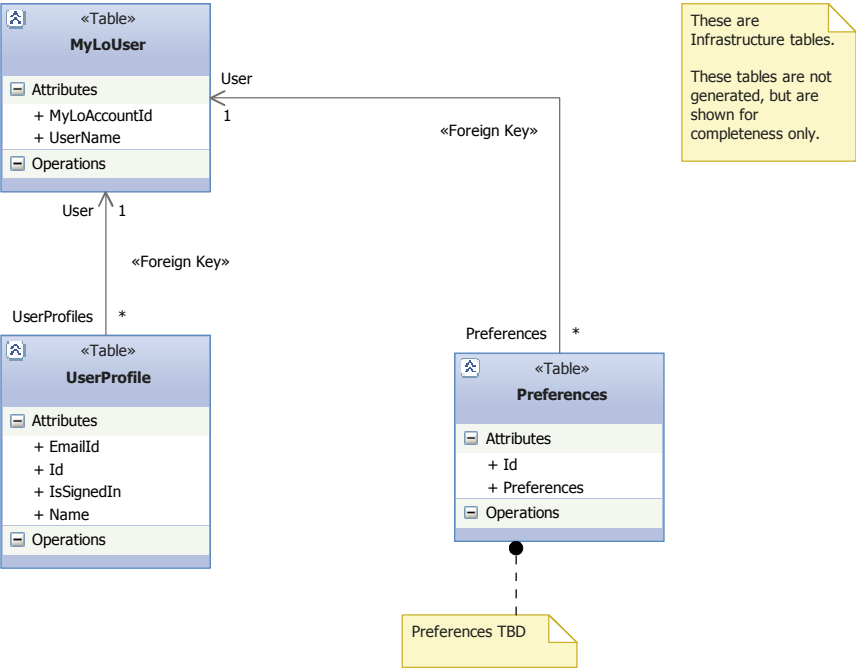 «Table»
MyLoUser
Attributes
+ MyLoAccountId
+ UserName
Operations
These are
Infrastructure tables.
These tables are not
generated, but are
shown for
completeness only.
User
1
«Foreign Key»
User
1
«Foreign Key»
UserProfiles
*
«Table»
UserProfile
Attributes
+ EmailId
+ Id
+ IsSignedIn
+ Name
Operations
Preferences
*
«Table»
Preferences
Attributes
+ Id
+ Preferences
Operations
Preferences TBD